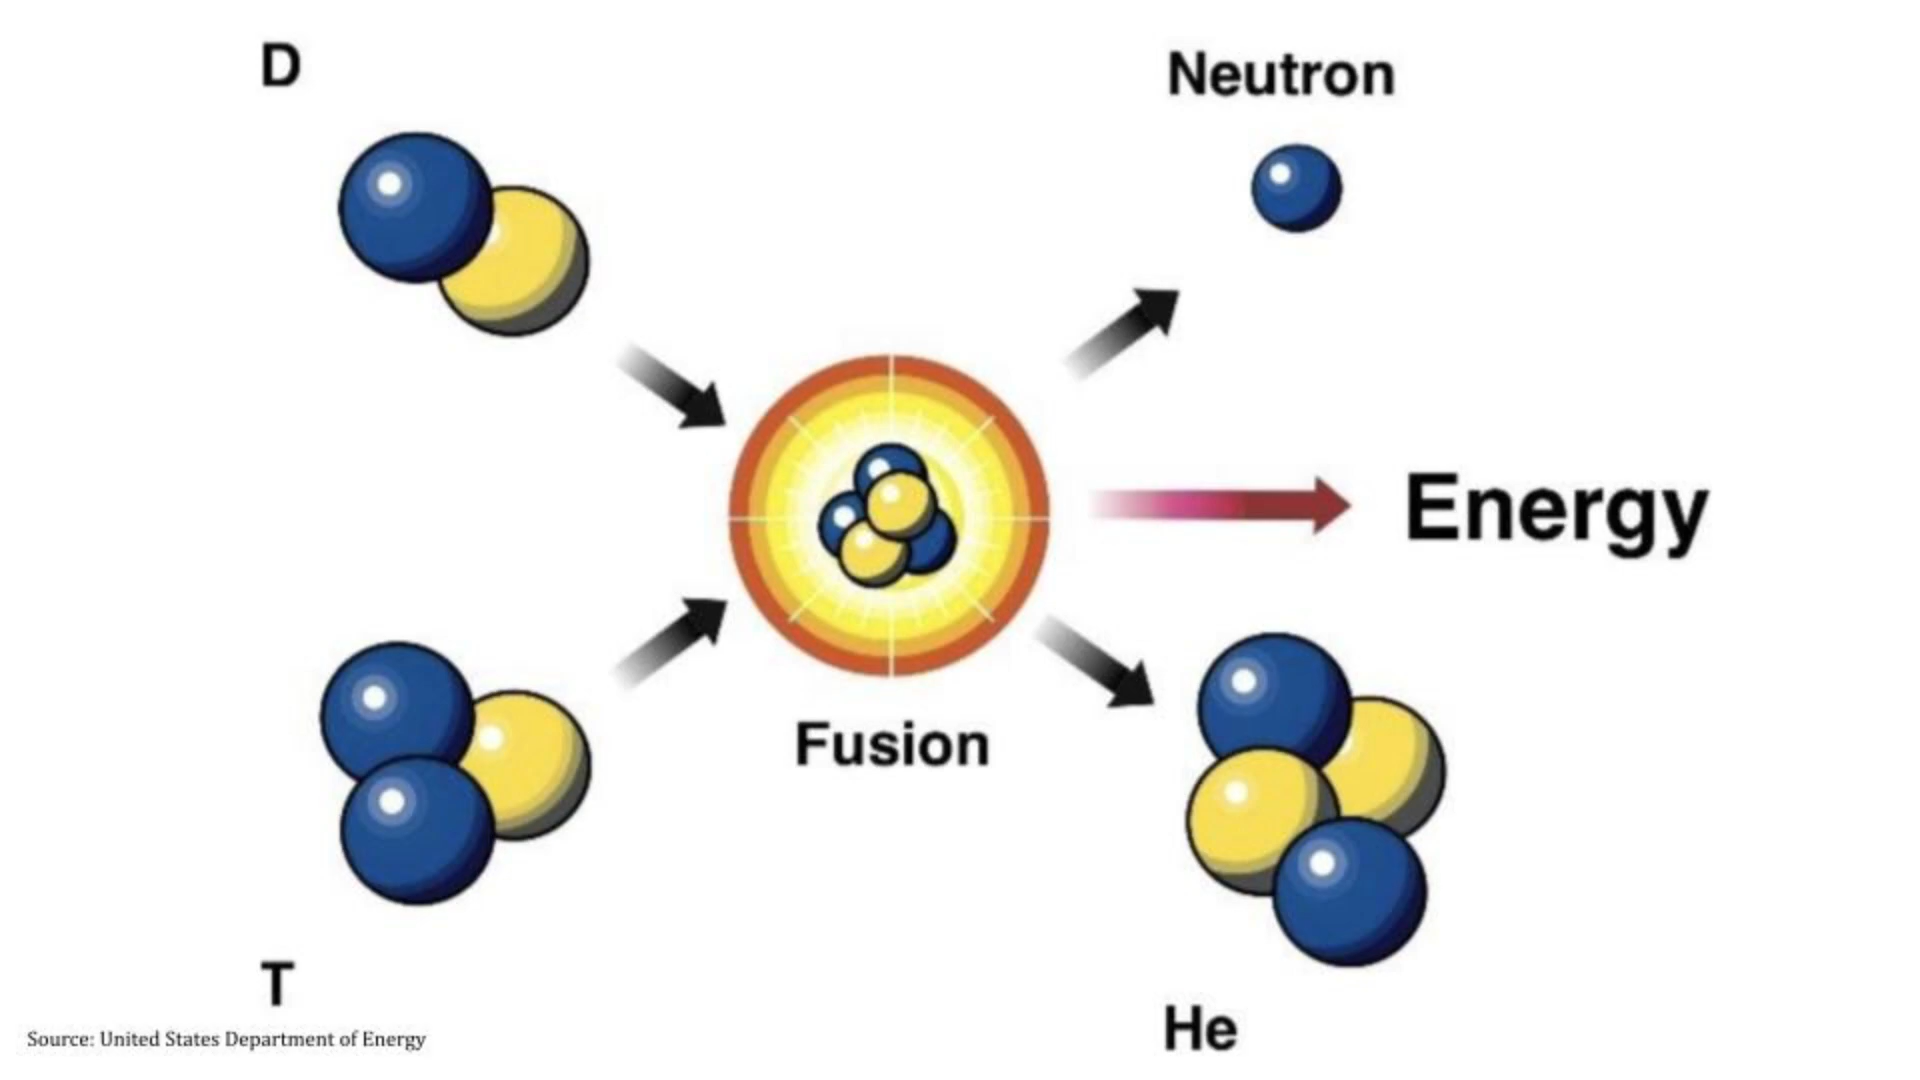 D
Neutron
Energy
Fusion
T
He
Source: United States Department of Energy